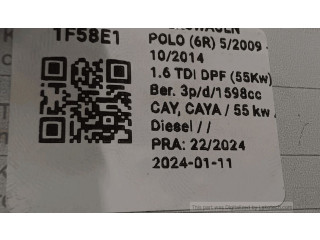 1F58E1
POLO (6R) 5/2009 -
10/2014
1.6 TDI DPF (55Kw)
Ber. 3p/d/1598cc
CAY, CAYA / 55 kw /
Diesel / /
PRA: 22/2024
2024-01-11